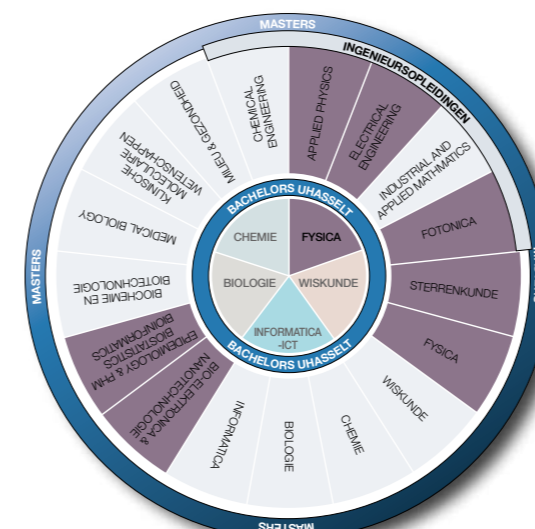 MASTERS
INGENIEURSOPLEIDINGEN
CHEMICAL
ENGINEERING
APPLIED PHYSICS
ELECTRICAL
ENGINEERING
INDUSTRIAL AND
APPLIED MATHMATICS
FOTONICA
STERRENKUNDE
FYSICA
WISKUNDE
CHEMIE
BIOLOGIE
INFORMATICA
BIO-ELEKTRONICA &
NANOTECHNOLOGIE
EPIDEMIOLOGY & PHM
BIOSTATISTICS
BIOINFORMATICS
BIOCHEMIE EN
BIOTECHNOLOGIE
MEDICAL BIOLOGY
KLINISCHE
MOLECULAIRE
WETENSCHAPPEN
MILIEU & GEZONDHEID
MASTERS
MASTERS
BACHELORS UHASSELT
CHEMIE
FYSICA
BIOLOGIE
WISKUNDE
INFORMATICA
-ICT
BACHELORS UHASSELT